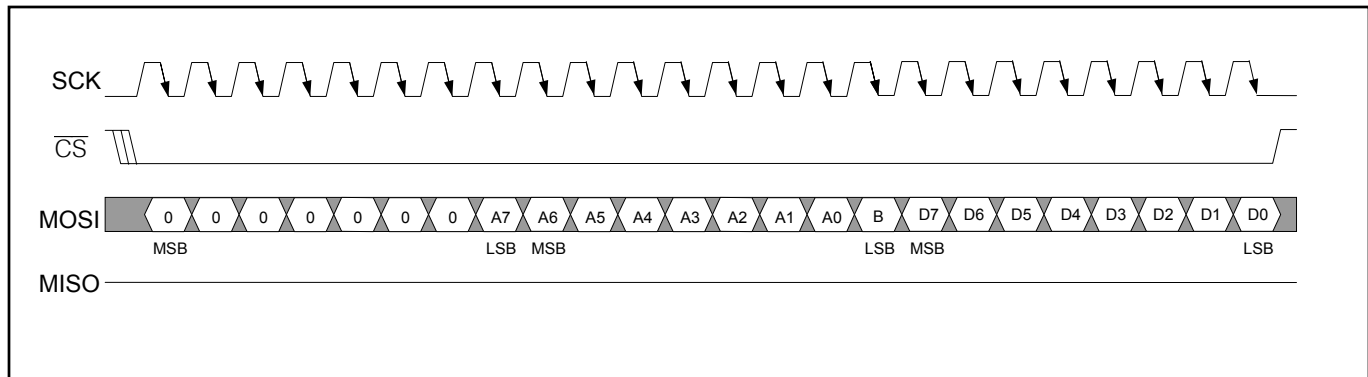 SCK
CS
MOSI 0 0 0 0 0 0 0 A7 A6 A5 A4 A3 A2 A1 A0 B D7 D6 D5 D4 D3 D2 D1 D0
MSB LSB MSB LSB MSB LSB
MISO